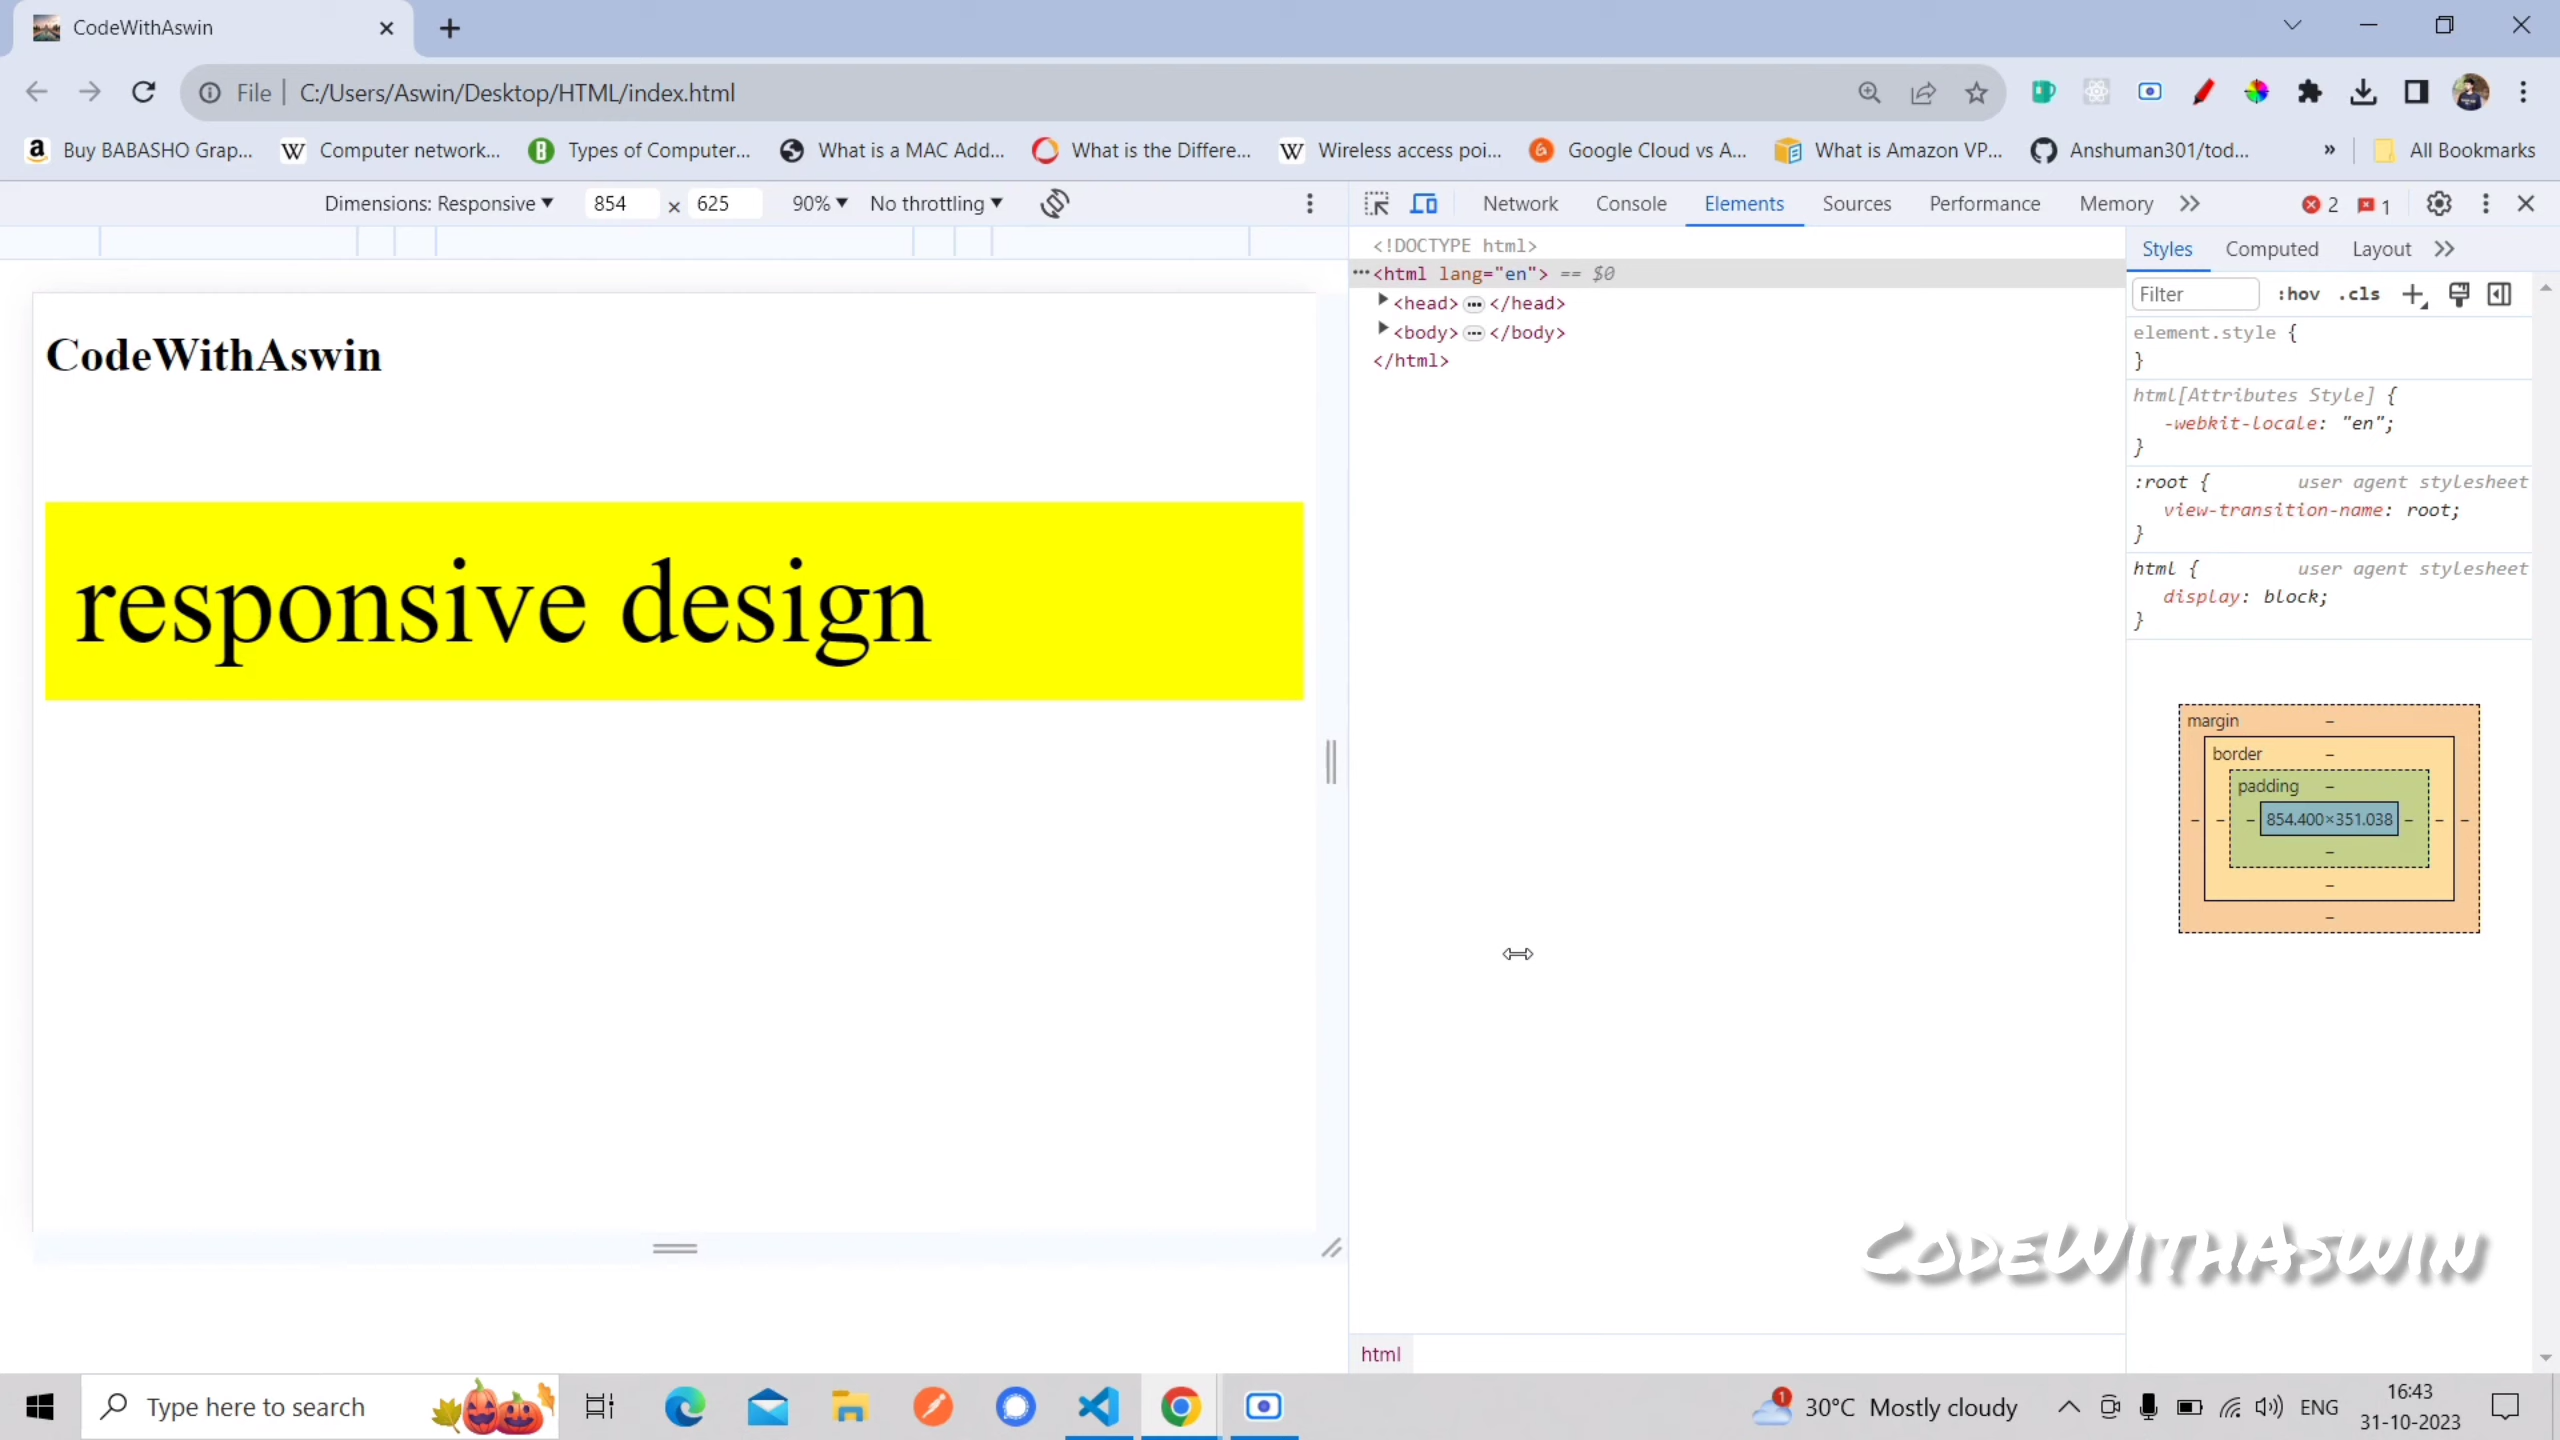 CodeWithAswin
File
C:/Users/Aswin/Desktop/HTML/index.html
Buy BABASHO Grap...
Computer network...
Types of Computer...
What is a MAC Add...
What is the Differe...
Wireless access poi...
Google Cloud vs A...
What is Amazon VP...
Anshuman301/tod...
»
All Bookmarks
Dimensions: Responsive ▼ 854 × 625 90% ▼ No throttling ▼
Network Console Elements Sources Performance Memory 2 1
CodeWithAswin
responsive design
<!DOCTYPE html>
<html lang="en"> == $0
<head> ••• </head>
<body> ••• </body>
</html>
Styles Computed Layout
Filter :hov .cls
element.style {
}
html[Attributes Style] {
-webkit-locale: "en";
}
:root { user agent stylesheet
view-transition-name: root;
}
html { user agent stylesheet
display: block;
}
margin –
border –
padding –
– – – 854.400×351.038 – – –
–
–
–
CodeWithAswin
html
Type here to search
1
30°C Mostly cloudy
ENG
16:43
31-10-2023